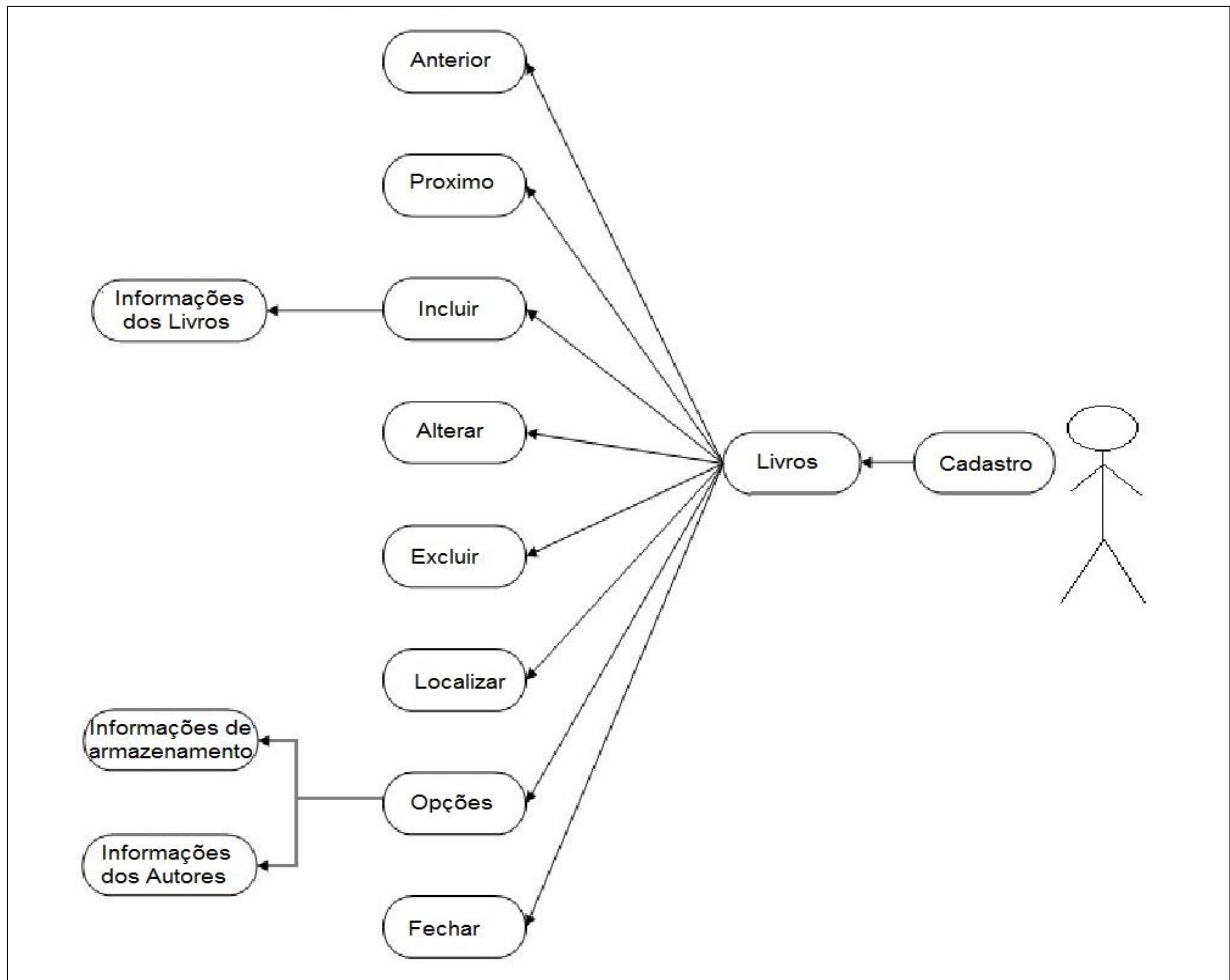 Anterior
Proximo
Informações
dos Livros
Incluir
Alterar
Livros
Cadastro
Excluir
Localizar
Informações de
armazenamento
Opções
Informações
dos Autores
Fechar